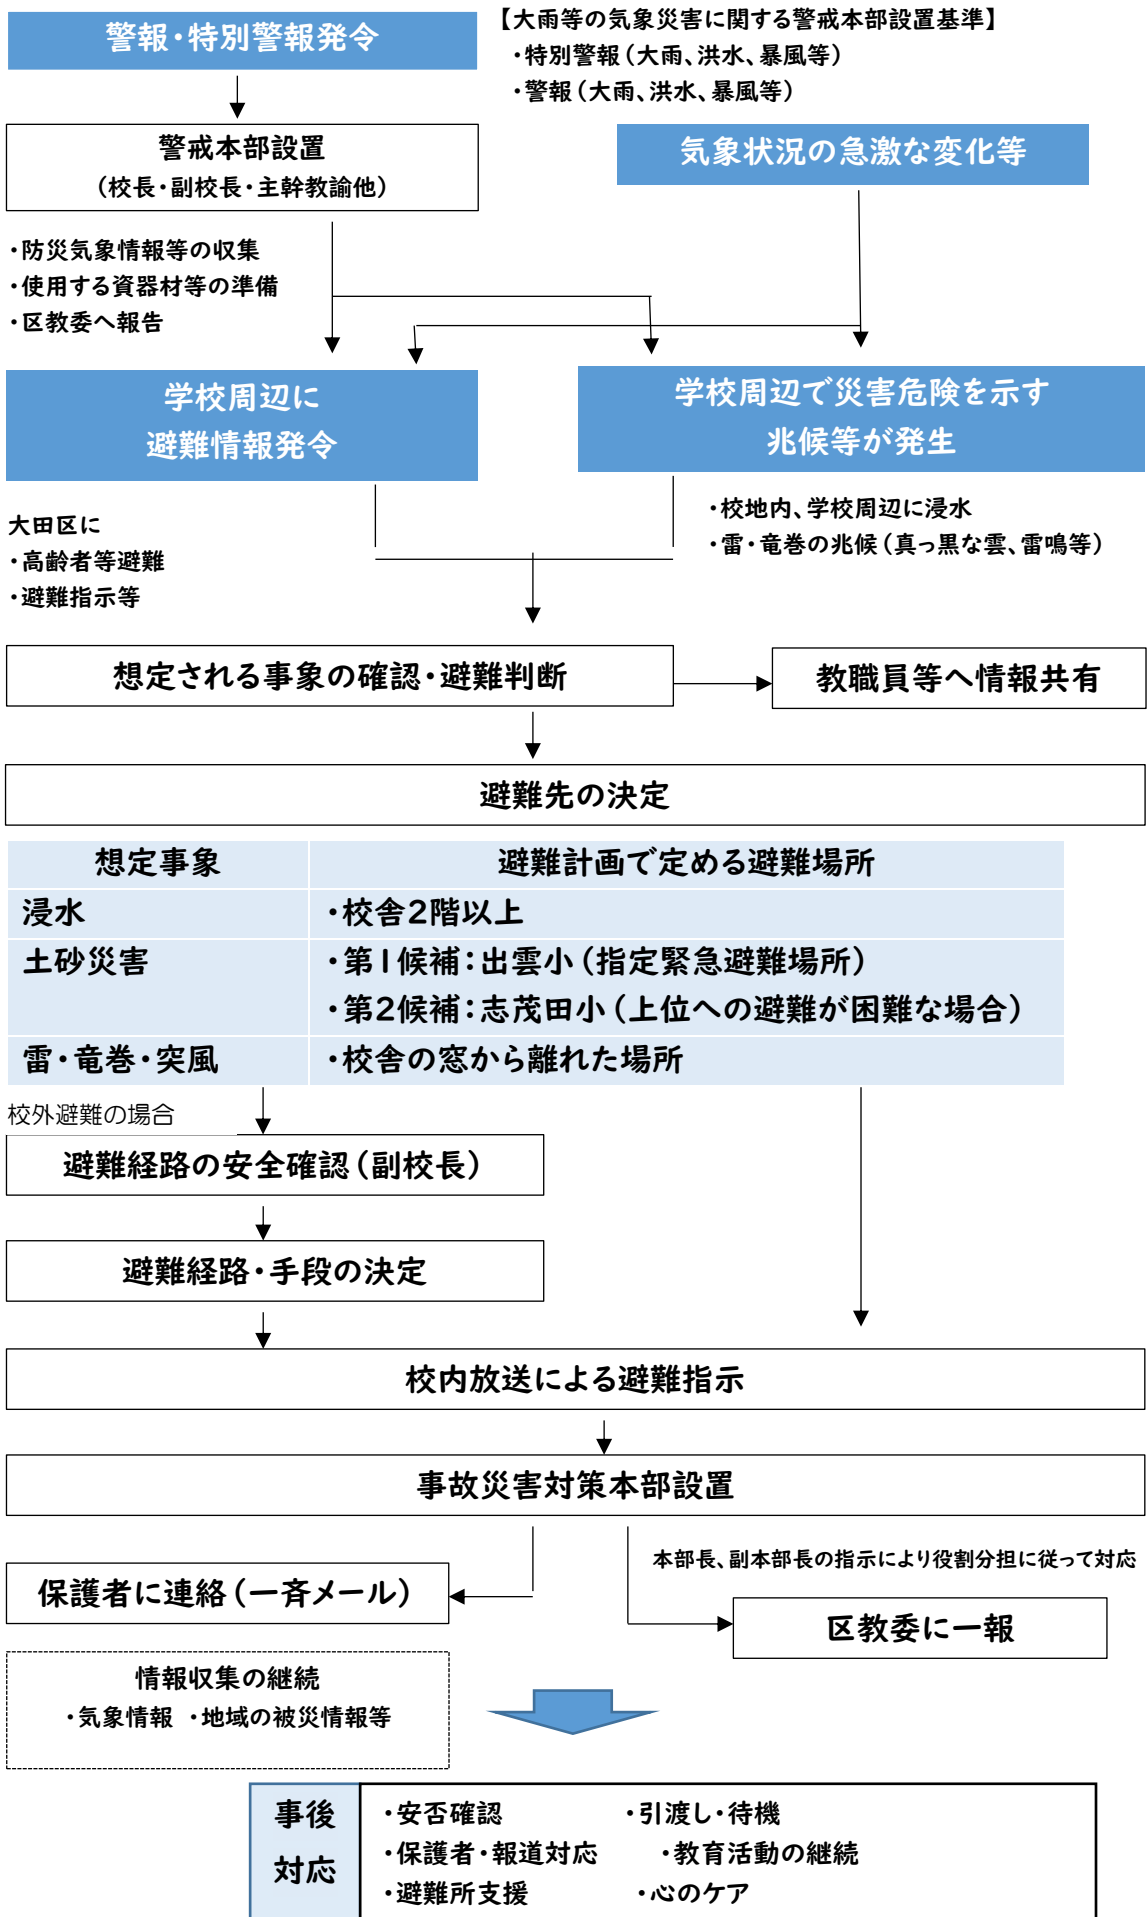 警報・特別警報発令
【大雨等の気象災害に関する警戒本部設置基準】
・特別警報（大雨、洪水、暴風等）
・警報（大雨、洪水、暴風等）
警戒本部設置
（校長・副校長・主幹教諭他）
気象状況の急激な変化等
・防災気象情報等の収集
・使用する資器材等の準備
・区教委へ報告
学校周辺に
避難情報発令
学校周辺で災害危険を示す
兆候等が発生
大田区に
・高齢者等避難
・避難指示等
・校地内、学校周辺に浸水
・雷・竜巻の兆候（真っ黒な雲、雷鳴等）
想定される事象の確認・避難判断
教職員等へ情報共有
避難先の決定
想定事象 避難計画で定める避難場所
浸水 ・校舎2階以上
土砂災害 ・第1候補：出雲小（指定緊急避難場所）
・第2候補：志茂田小（上位への避難が困難な場合）
雷・竜巻・突風 ・校舎の窓から離れた場所
校外避難の場合
避難経路の安全確認（副校長）
避難経路・手段の決定
校内放送による避難指示
事故災害対策本部設置
本部長、副本部長の指示により役割分担に従って対応
保護者に連絡（一斉メール）
区教委に一報
情報収集の継続
・気象情報 ・地域の被災情報等
事後
対応
・安否確認 ・引渡し・待機
・保護者・報道対応 ・教育活動の継続
・避難所支援 ・心のケア